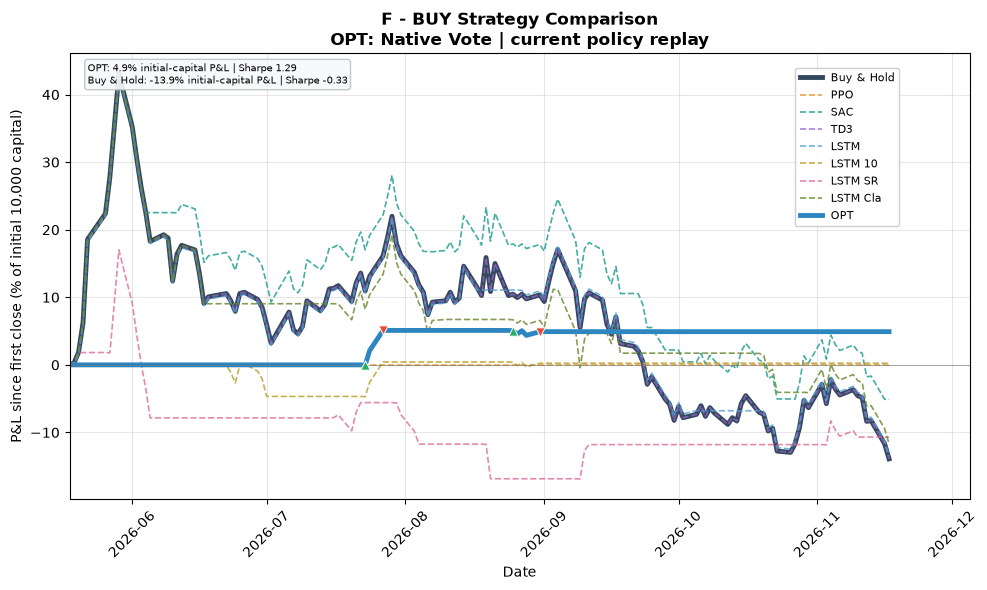 F - BUY Strategy Comparison
OPT: Native Vote | current policy replay
OPT: 4.9% initial-capital P&L | Sharpe 1.29
Buy & Hold: -13.9% initial-capital P&L | Sharpe -0.33
Buy & Hold
PPO
SAC
TD3
LSTM
LSTM 10
LSTM SR
LSTM Cla
OPT
P&L since first close (% of initial 10,000 capital)
40
30
20
10
0
−10
2026-06
2026-07
2026-08
2026-09
2026-10
2026-11
2026-12
Date